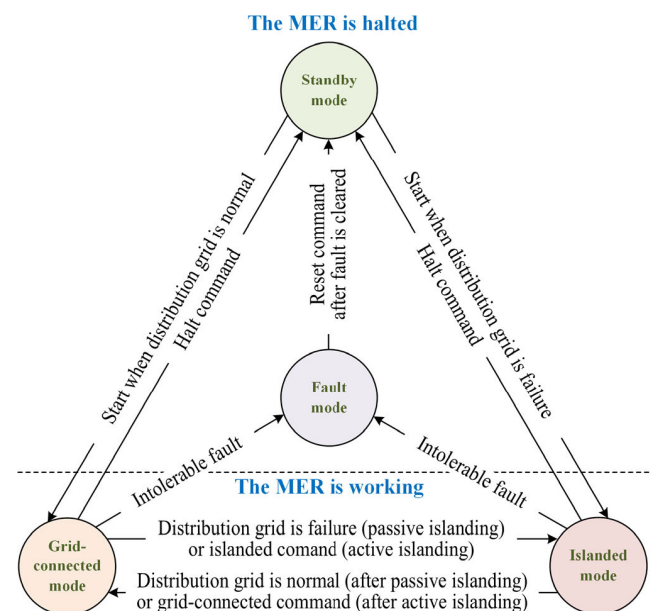 The MER is halted
Standby
mode
Start when distribution grid is normal
Halt command
Reset command
after fault is cleared
Start when distribution grid is failure
Halt command
Fault
mode
Intolerable fault
Intolerable fault
The MER is working
Grid-
connected
mode
Distribution grid is failure (passive islanding)
or islanded comand (active islanding)
Islanded
mode
Distribution grid is normal (after passive islanding)
or grid-connected command (after active islanding)